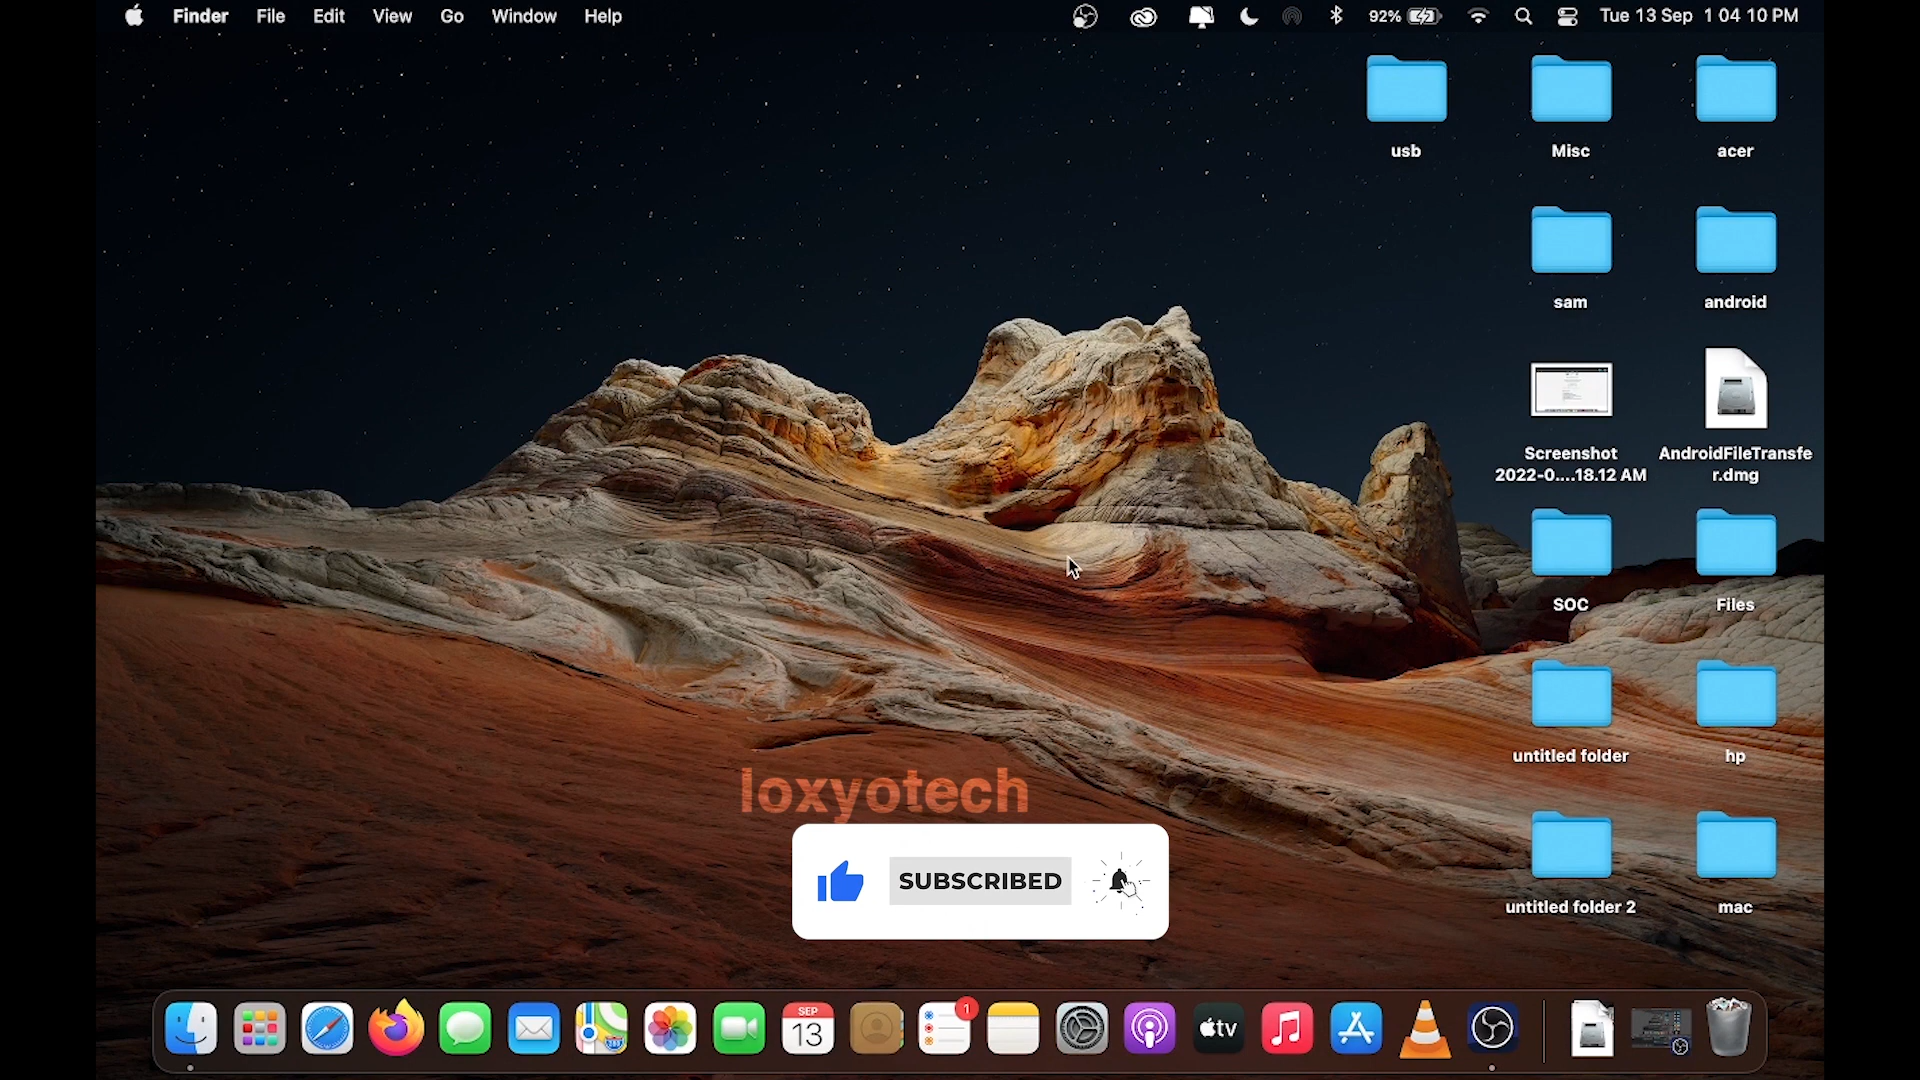 Finder File Edit View Go Window Help 92% Tue 13 Sep 1 04 10 PM
usb Misc acer
sam android
Screenshot 2022-0....18.12 AM
AndroidFileTransfe
r.dmg
SOC Files
untitled folder hp
untitled folder 2 mac
loxyotech
SUBSCRIBED
SEP
13
1
tv